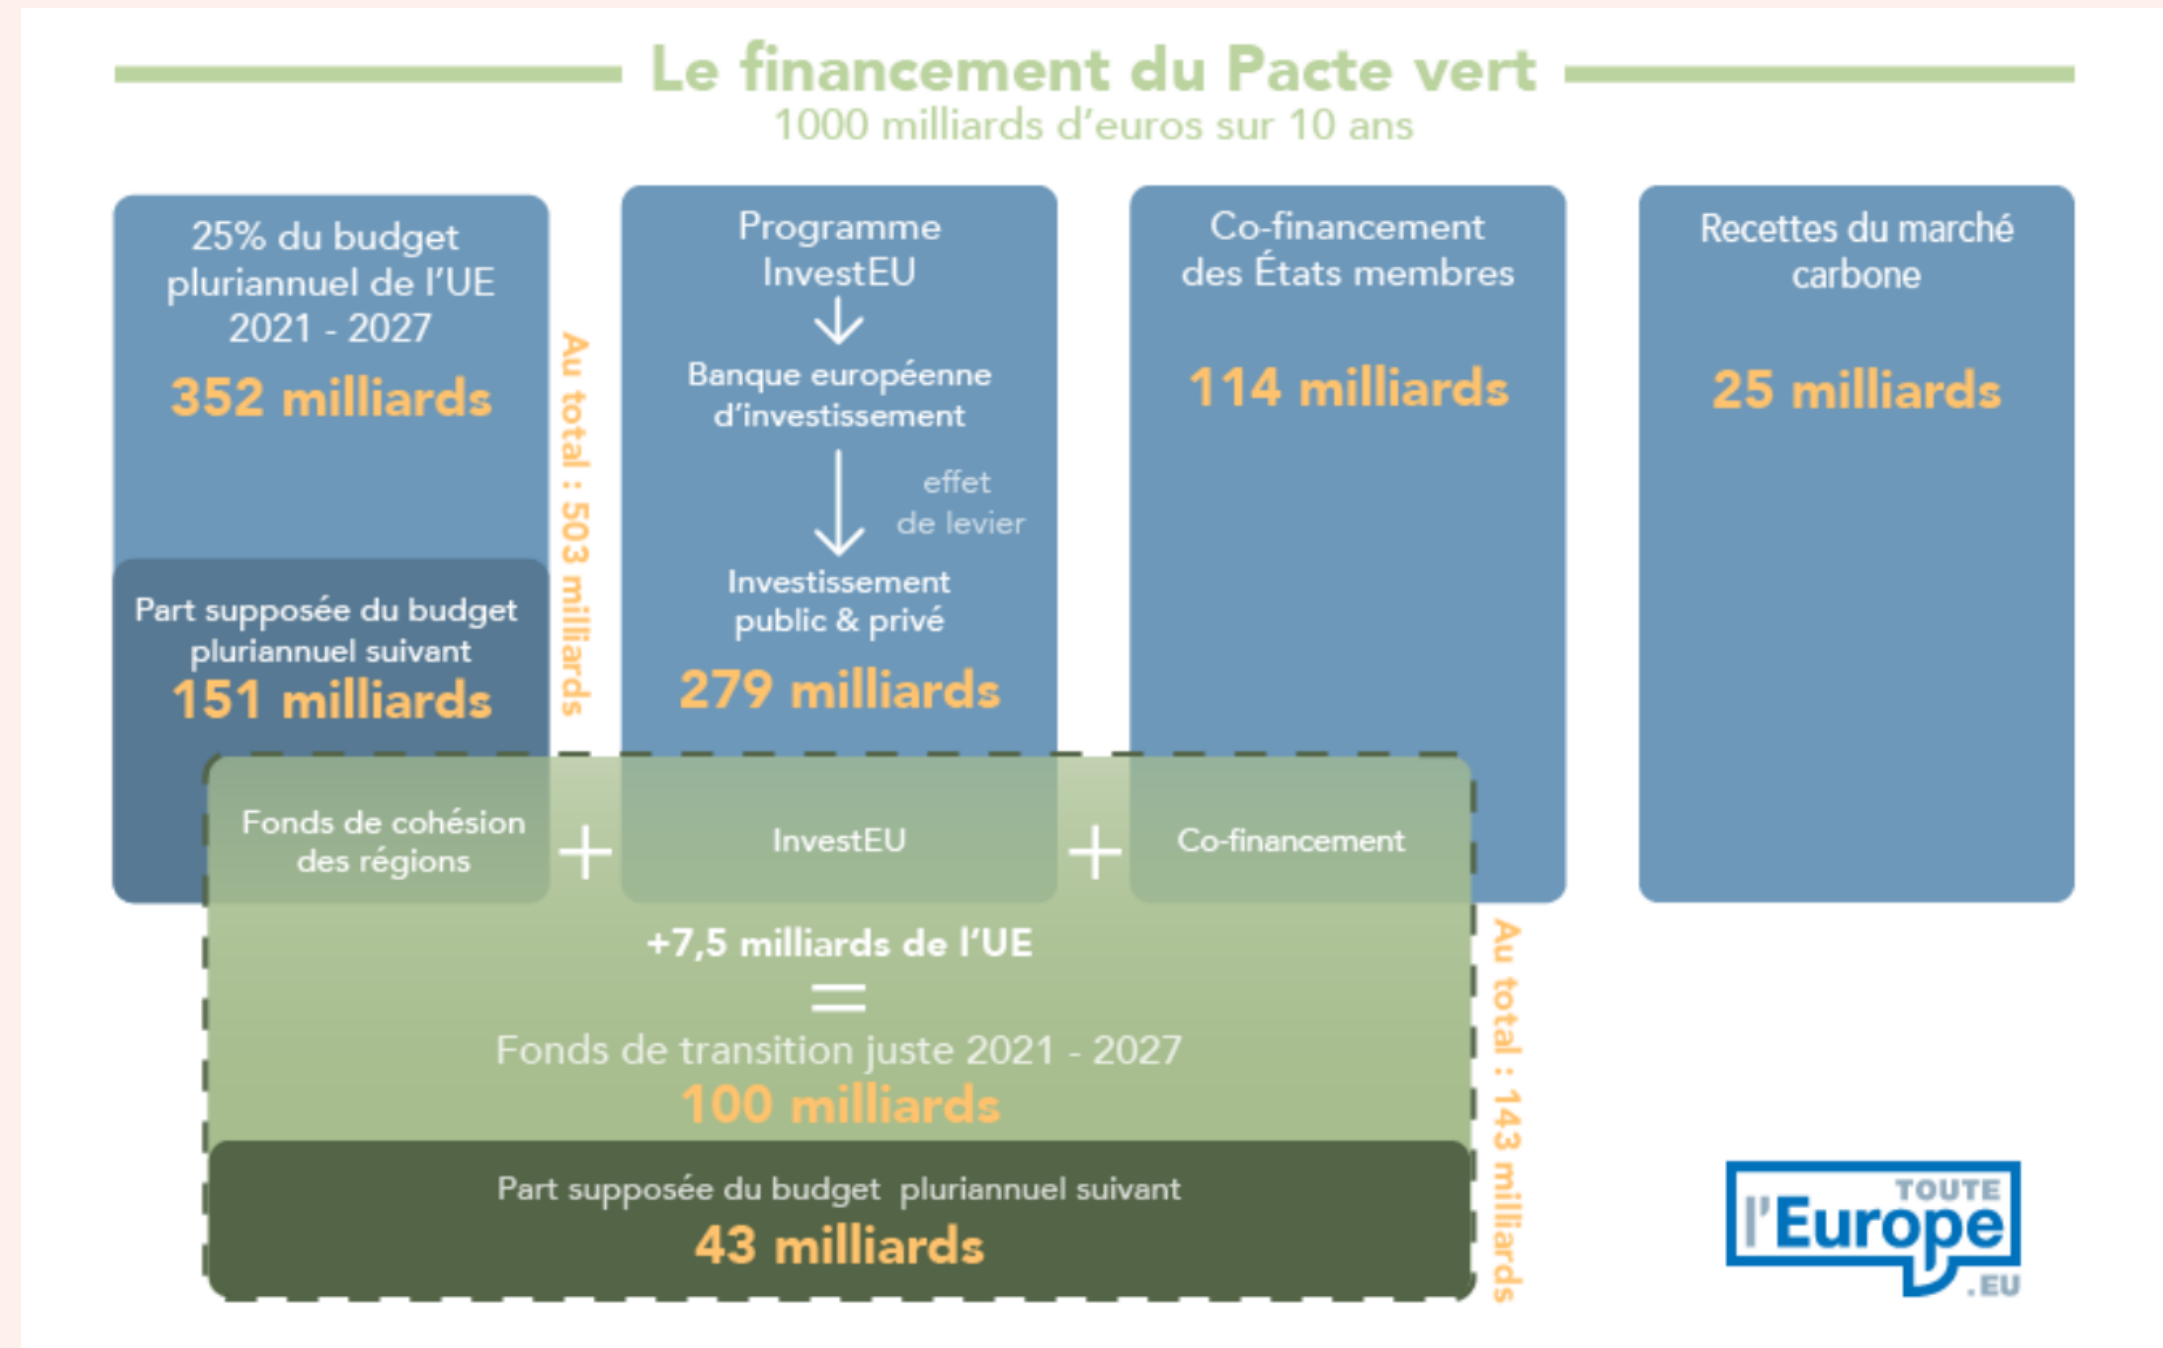 Le financement du Pacte vert
1000 milliards d'euros sur 10 ans
25% du budget
pluriannuel de l'UE
2021 - 2027
352 milliards
Part supposée du budget
pluriannuel suivant
151 milliards
Au total : 503 milliards
Programme
InvestEU
Banque européenne
d'investissement
effet
de levier
Investissement
public & privé
279 milliards
Co-financement
des États membres
114 milliards
Recettes du marché
carbone
25 milliards
Fonds de cohésion
des régions
+
InvestEU
+
Co-financement
+7,5 milliards de l'UE
=
Fonds de transition juste 2021 - 2027
100 milliards
Part supposée du budget pluriannuel suivant
43 milliards
Au total : 143 milliards
TOUTE
l'Europe
.EU